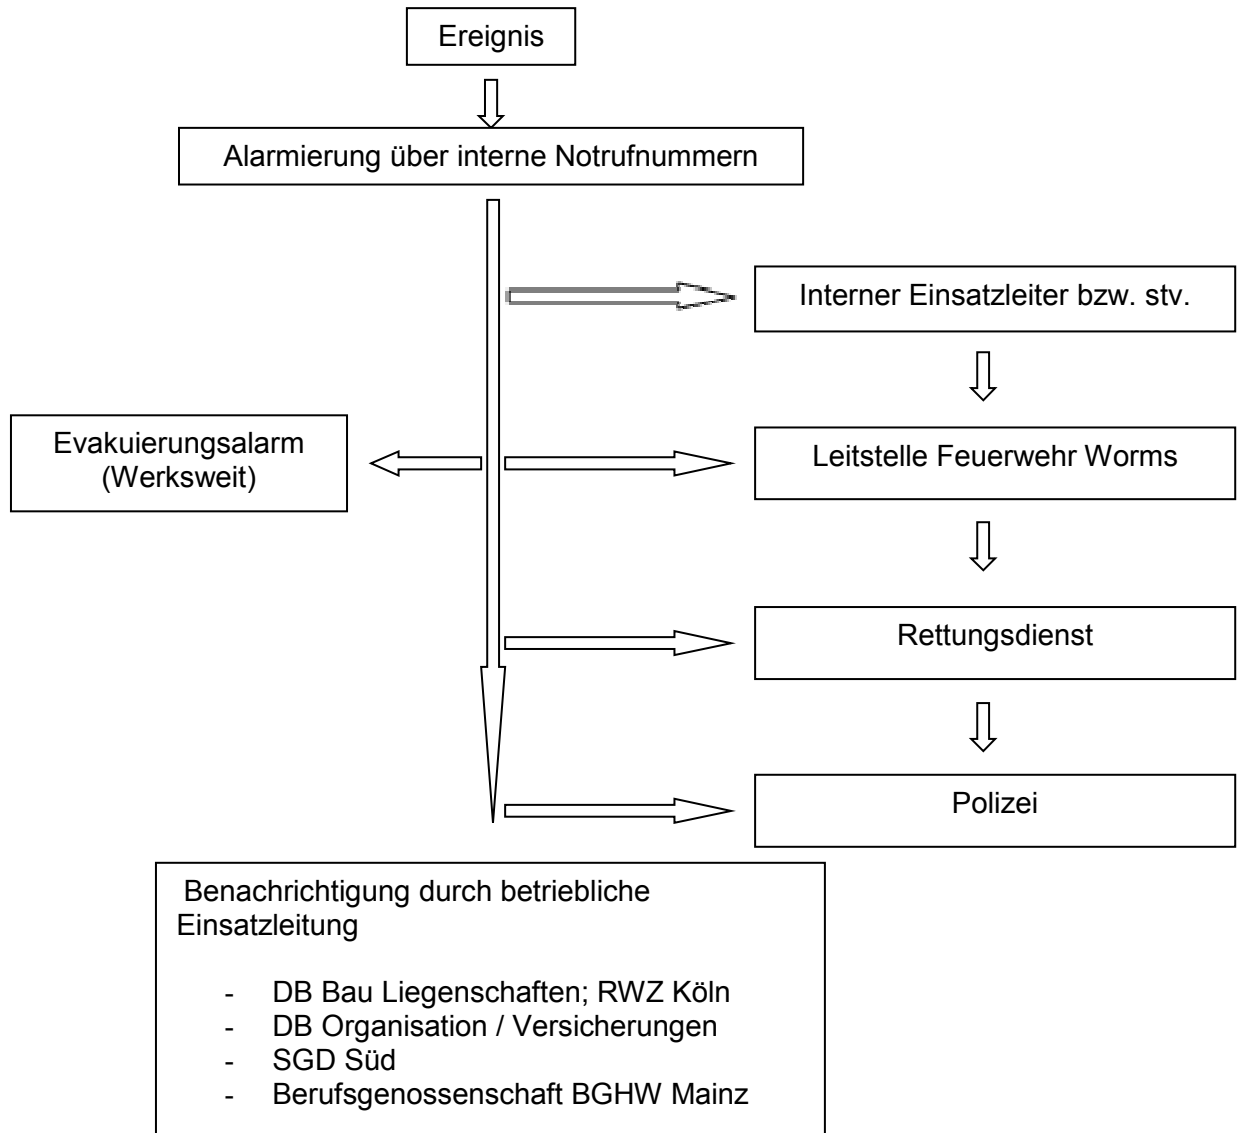 Ereignis
Alarmierung über interne Notrufnummern
Interner Einsatzleiter bzw. stv.
Evakuierungsalarm
(Werksweit)
Leitstelle Feuerwehr Worms
Rettungsdienst
Polizei
Benachrichtigung durch betriebliche
Einsatzleitung
- DB Bau Liegenschaften; RWZ Köln
- DB Organisation / Versicherungen
- SGD Süd
- Berufsgenossenschaft BGHW Mainz